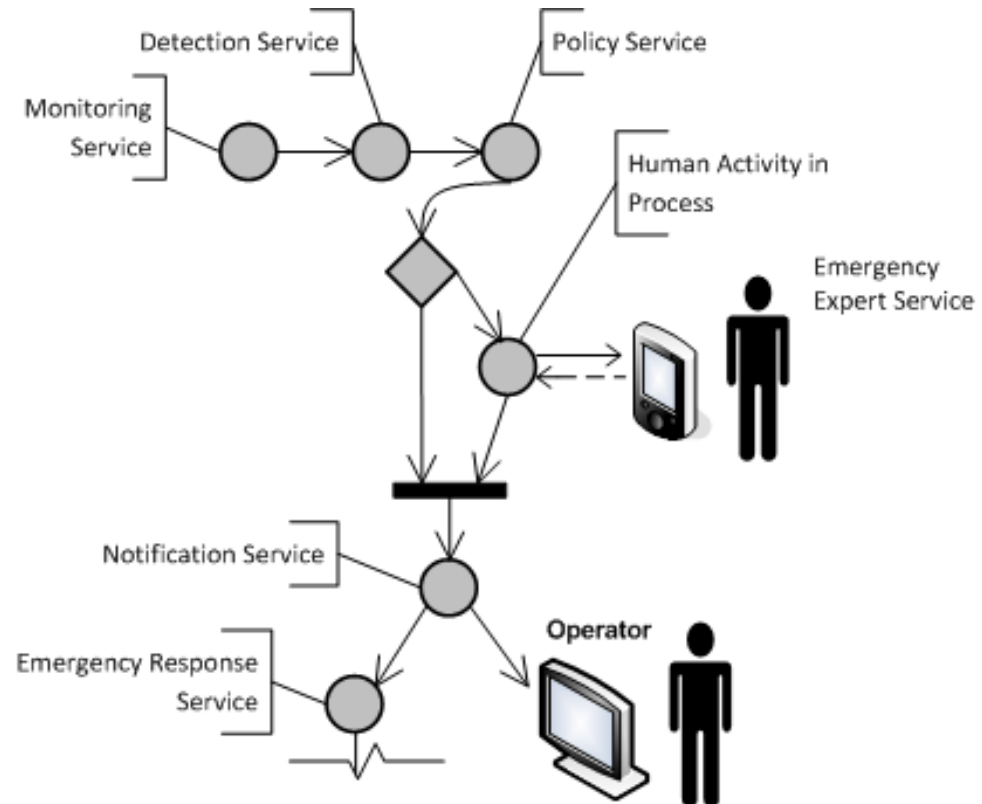 Detection Service
Policy Service
Monitoring
Service
Human Activity in
Process
Emergency
Expert Service
Notification Service
Operator
Emergency Response
Service